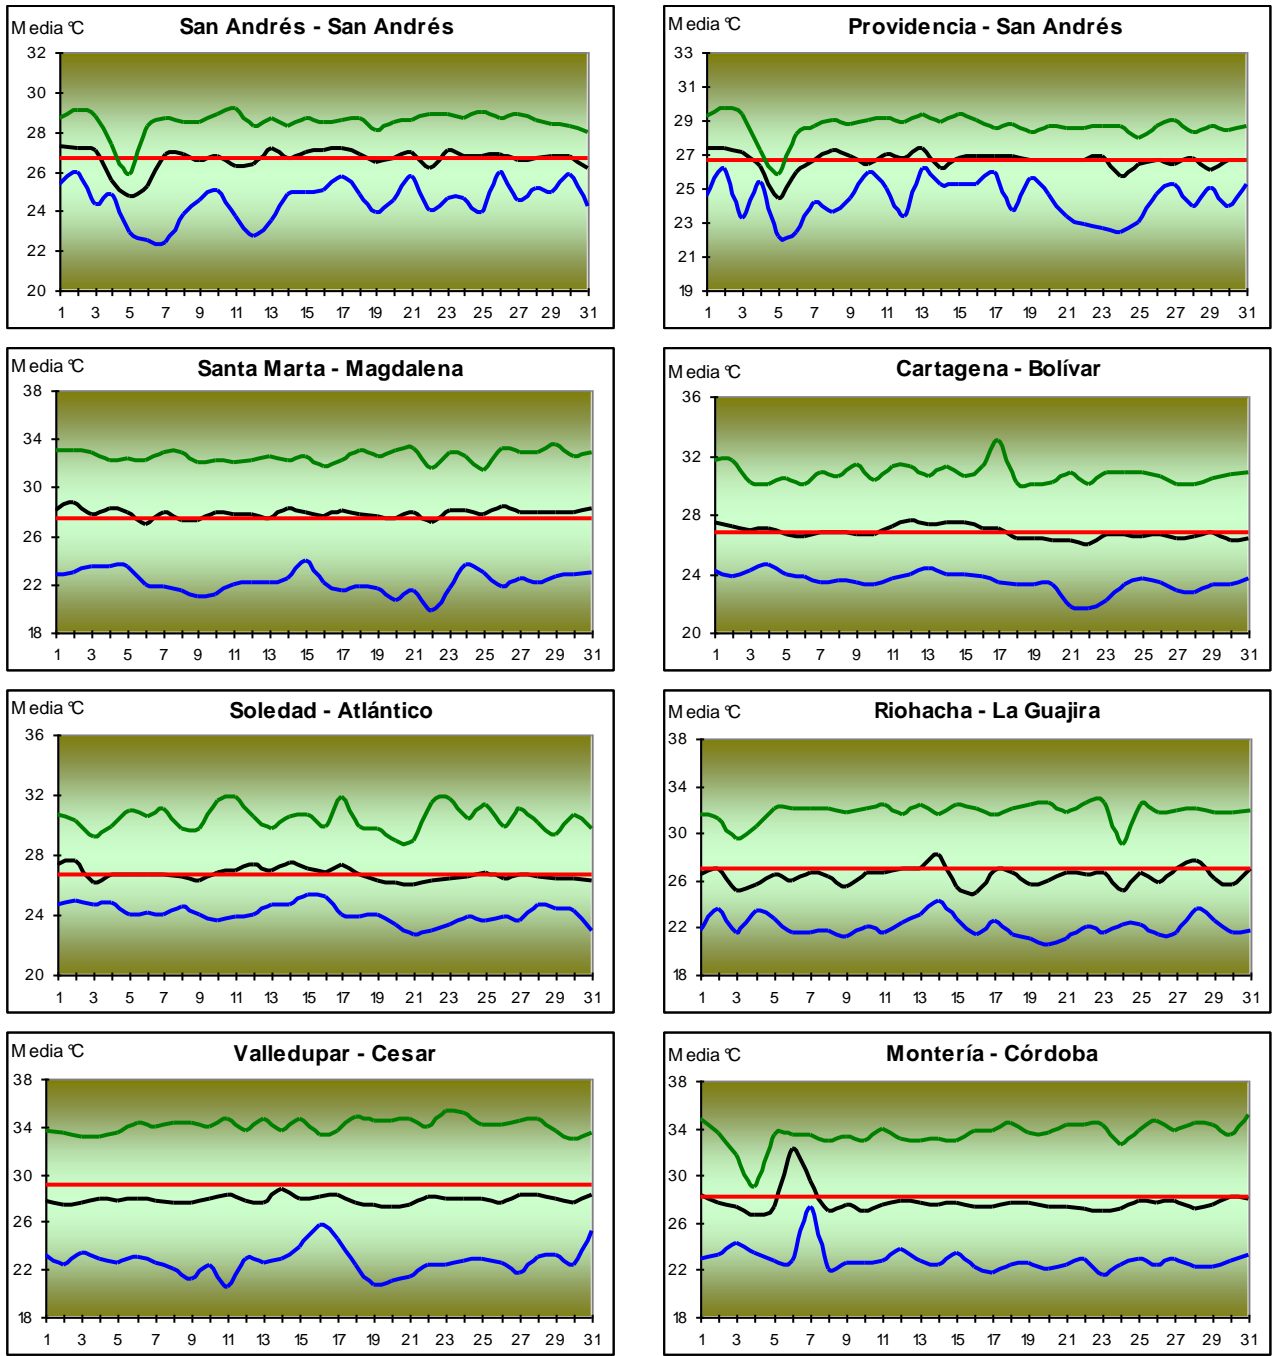 Media °C
San Andrés - San Andrés
32
30
28
26
24
22
20
1 3 5 7 9 11 13 15 17 19 21 23 25 27 29 31
Media °C
Providencia - San Andrés
33
31
29
27
25
23
21
19
1 3 5 7 9 11 13 15 17 19 21 23 25 27 29 31
Media °C
Santa Marta - Magdalena
38
34
30
26
22
18
1 3 5 7 9 11 13 15 17 19 21 23 25 27 29 31
Media °C
Cartagena - Bolívar
36
32
28
24
20
1 3 5 7 9 11 13 15 17 19 21 23 25 27 29 31
Media °C
Soledad - Atlántico
36
32
28
24
20
1 3 5 7 9 11 13 15 17 19 21 23 25 27 29 31
Media °C
Riohacha - La Guajira
38
34
30
26
22
18
1 3 5 7 9 11 13 15 17 19 21 23 25 27 29 31
Media °C
Valledupar - Cesar
38
34
30
26
22
18
1 3 5 7 9 11 13 15 17 19 21 23 25 27 29 31
Media °C
Montería - Córdoba
38
34
30
26
22
18
1 3 5 7 9 11 13 15 17 19 21 23 25 27 29 31